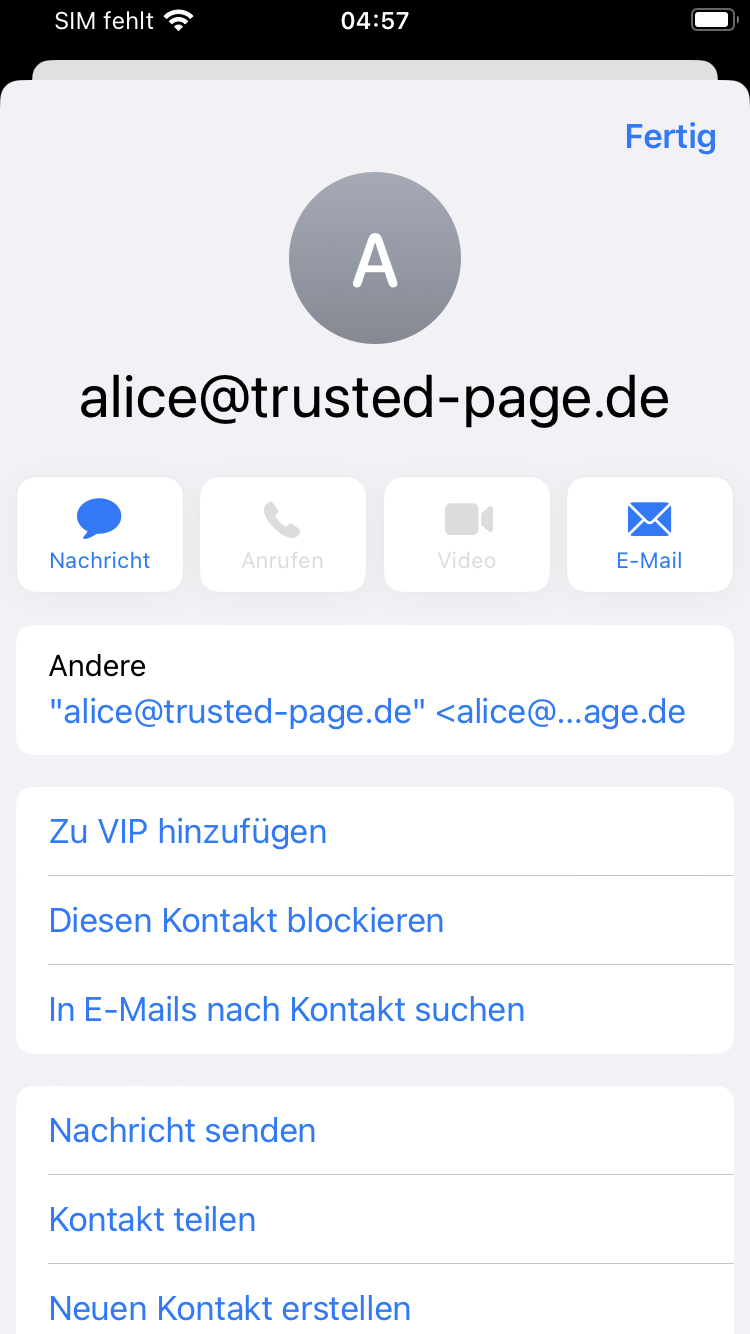 SIM fehlt 04:57
Fertig
A
alice@trusted-page.de
Nachricht Anrufen Video E-Mail
Andere
"alice@trusted-page.de" <alice@...age.de
Zu VIP hinzufügen
Diesen Kontakt blockieren
In E-Mails nach Kontakt suchen
Nachricht senden
Kontakt teilen
Neuen Kontakt erstellen